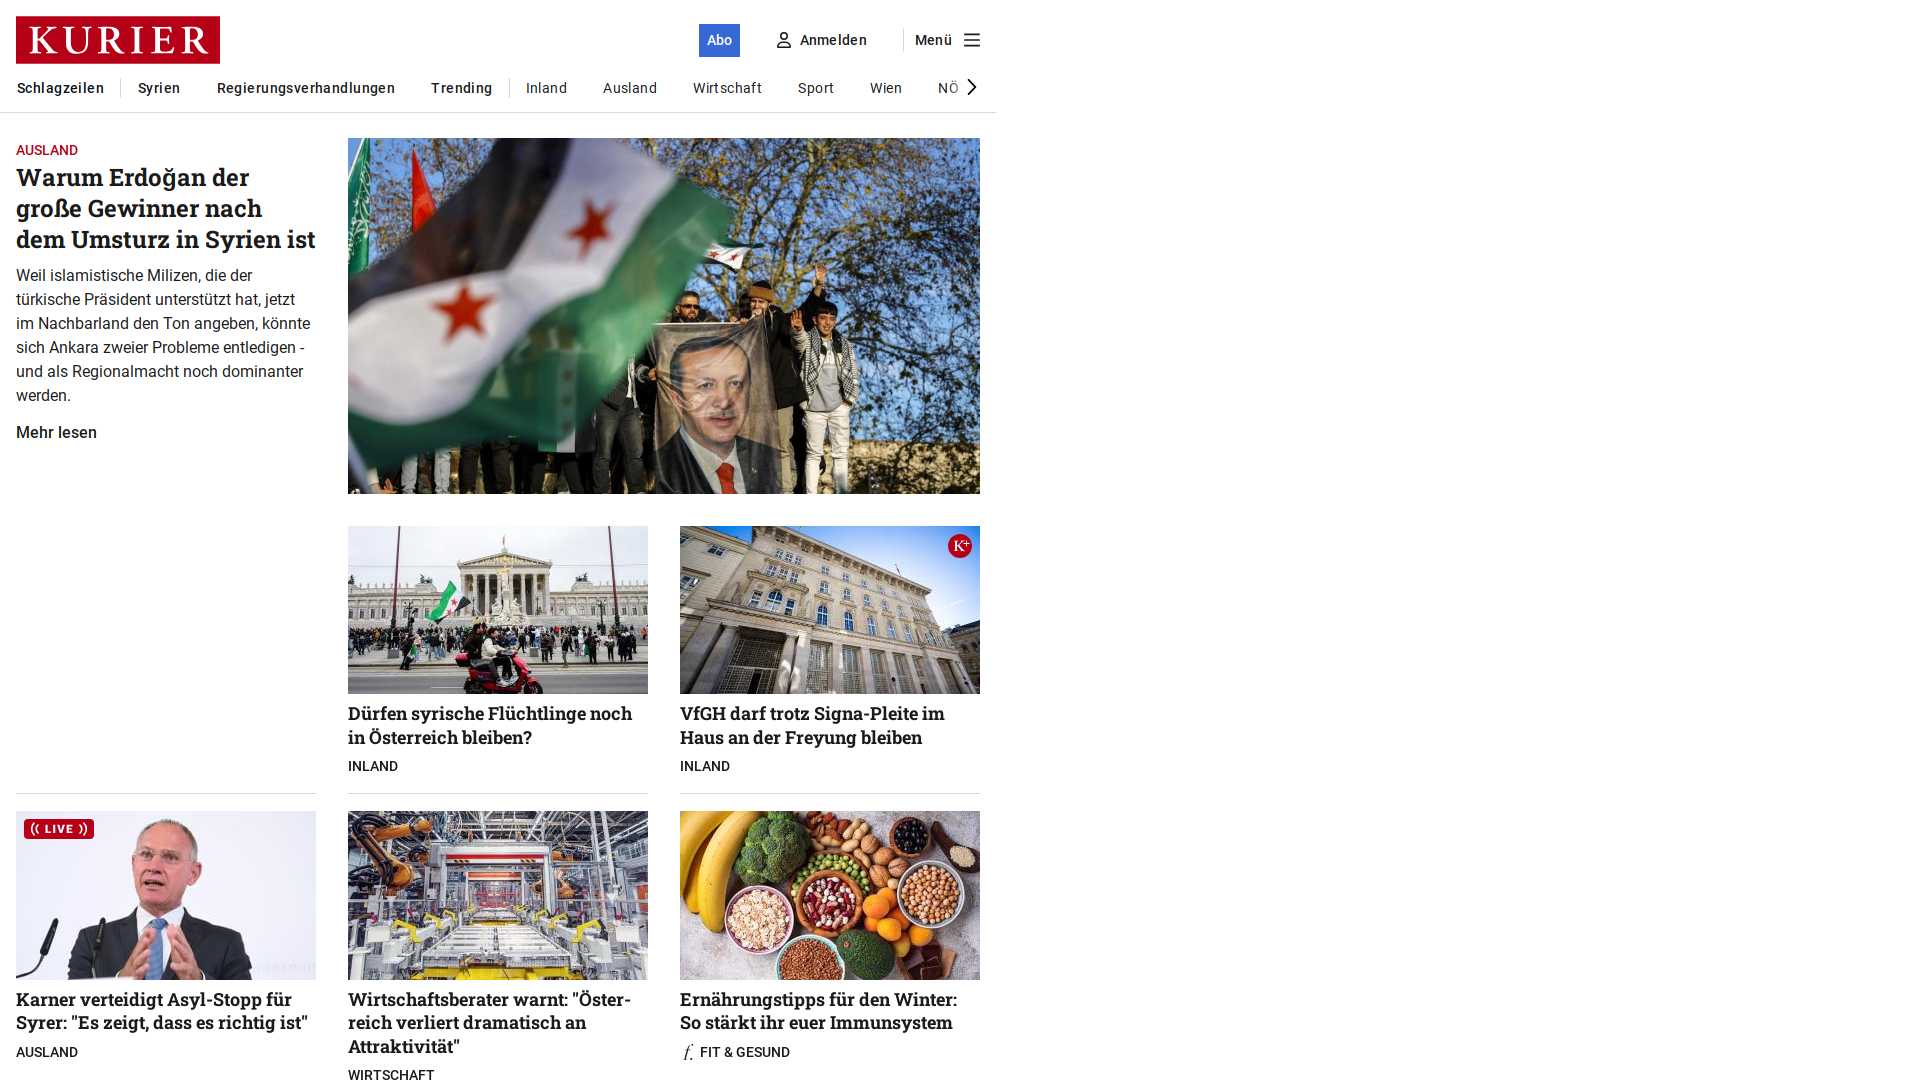 KURIER
Abo
Anmelden
Menü
Schlagzeilen
Syrien
Regierungsverhandlungen
Trending
Inland
Ausland
Wirtschaft
Sport
Wien
NÖ
AUSLAND
Warum Erdoğan der
große Gewinner nach
dem Umsturz in Syrien ist
Weil islamistische Milizen, die der
türkische Präsident unterstützt hat, jetzt
im Nachbarland den Ton angeben, könnte
sich Ankara zweier Probleme entledigen -
und als Regionalmacht noch dominanter
werden.
Mehr lesen
Dürfen syrische Flüchtlinge noch
in Österreich bleiben?
INLAND
K+
VfGH darf trotz Signa-Pleite im
Haus an der Freyung bleiben
INLAND
LIVE
Karner verteidigt Asyl-Stopp für
Syrer: "Es zeigt, dass es richtig ist"
AUSLAND
Wirtschaftsberater warnt: "Öster-
reich verliert dramatisch an
Attraktivität"
WIRTSCHAFT
Ernährungstipps für den Winter:
So stärkt ihr euer Immunsystem
f. FIT & GESUND